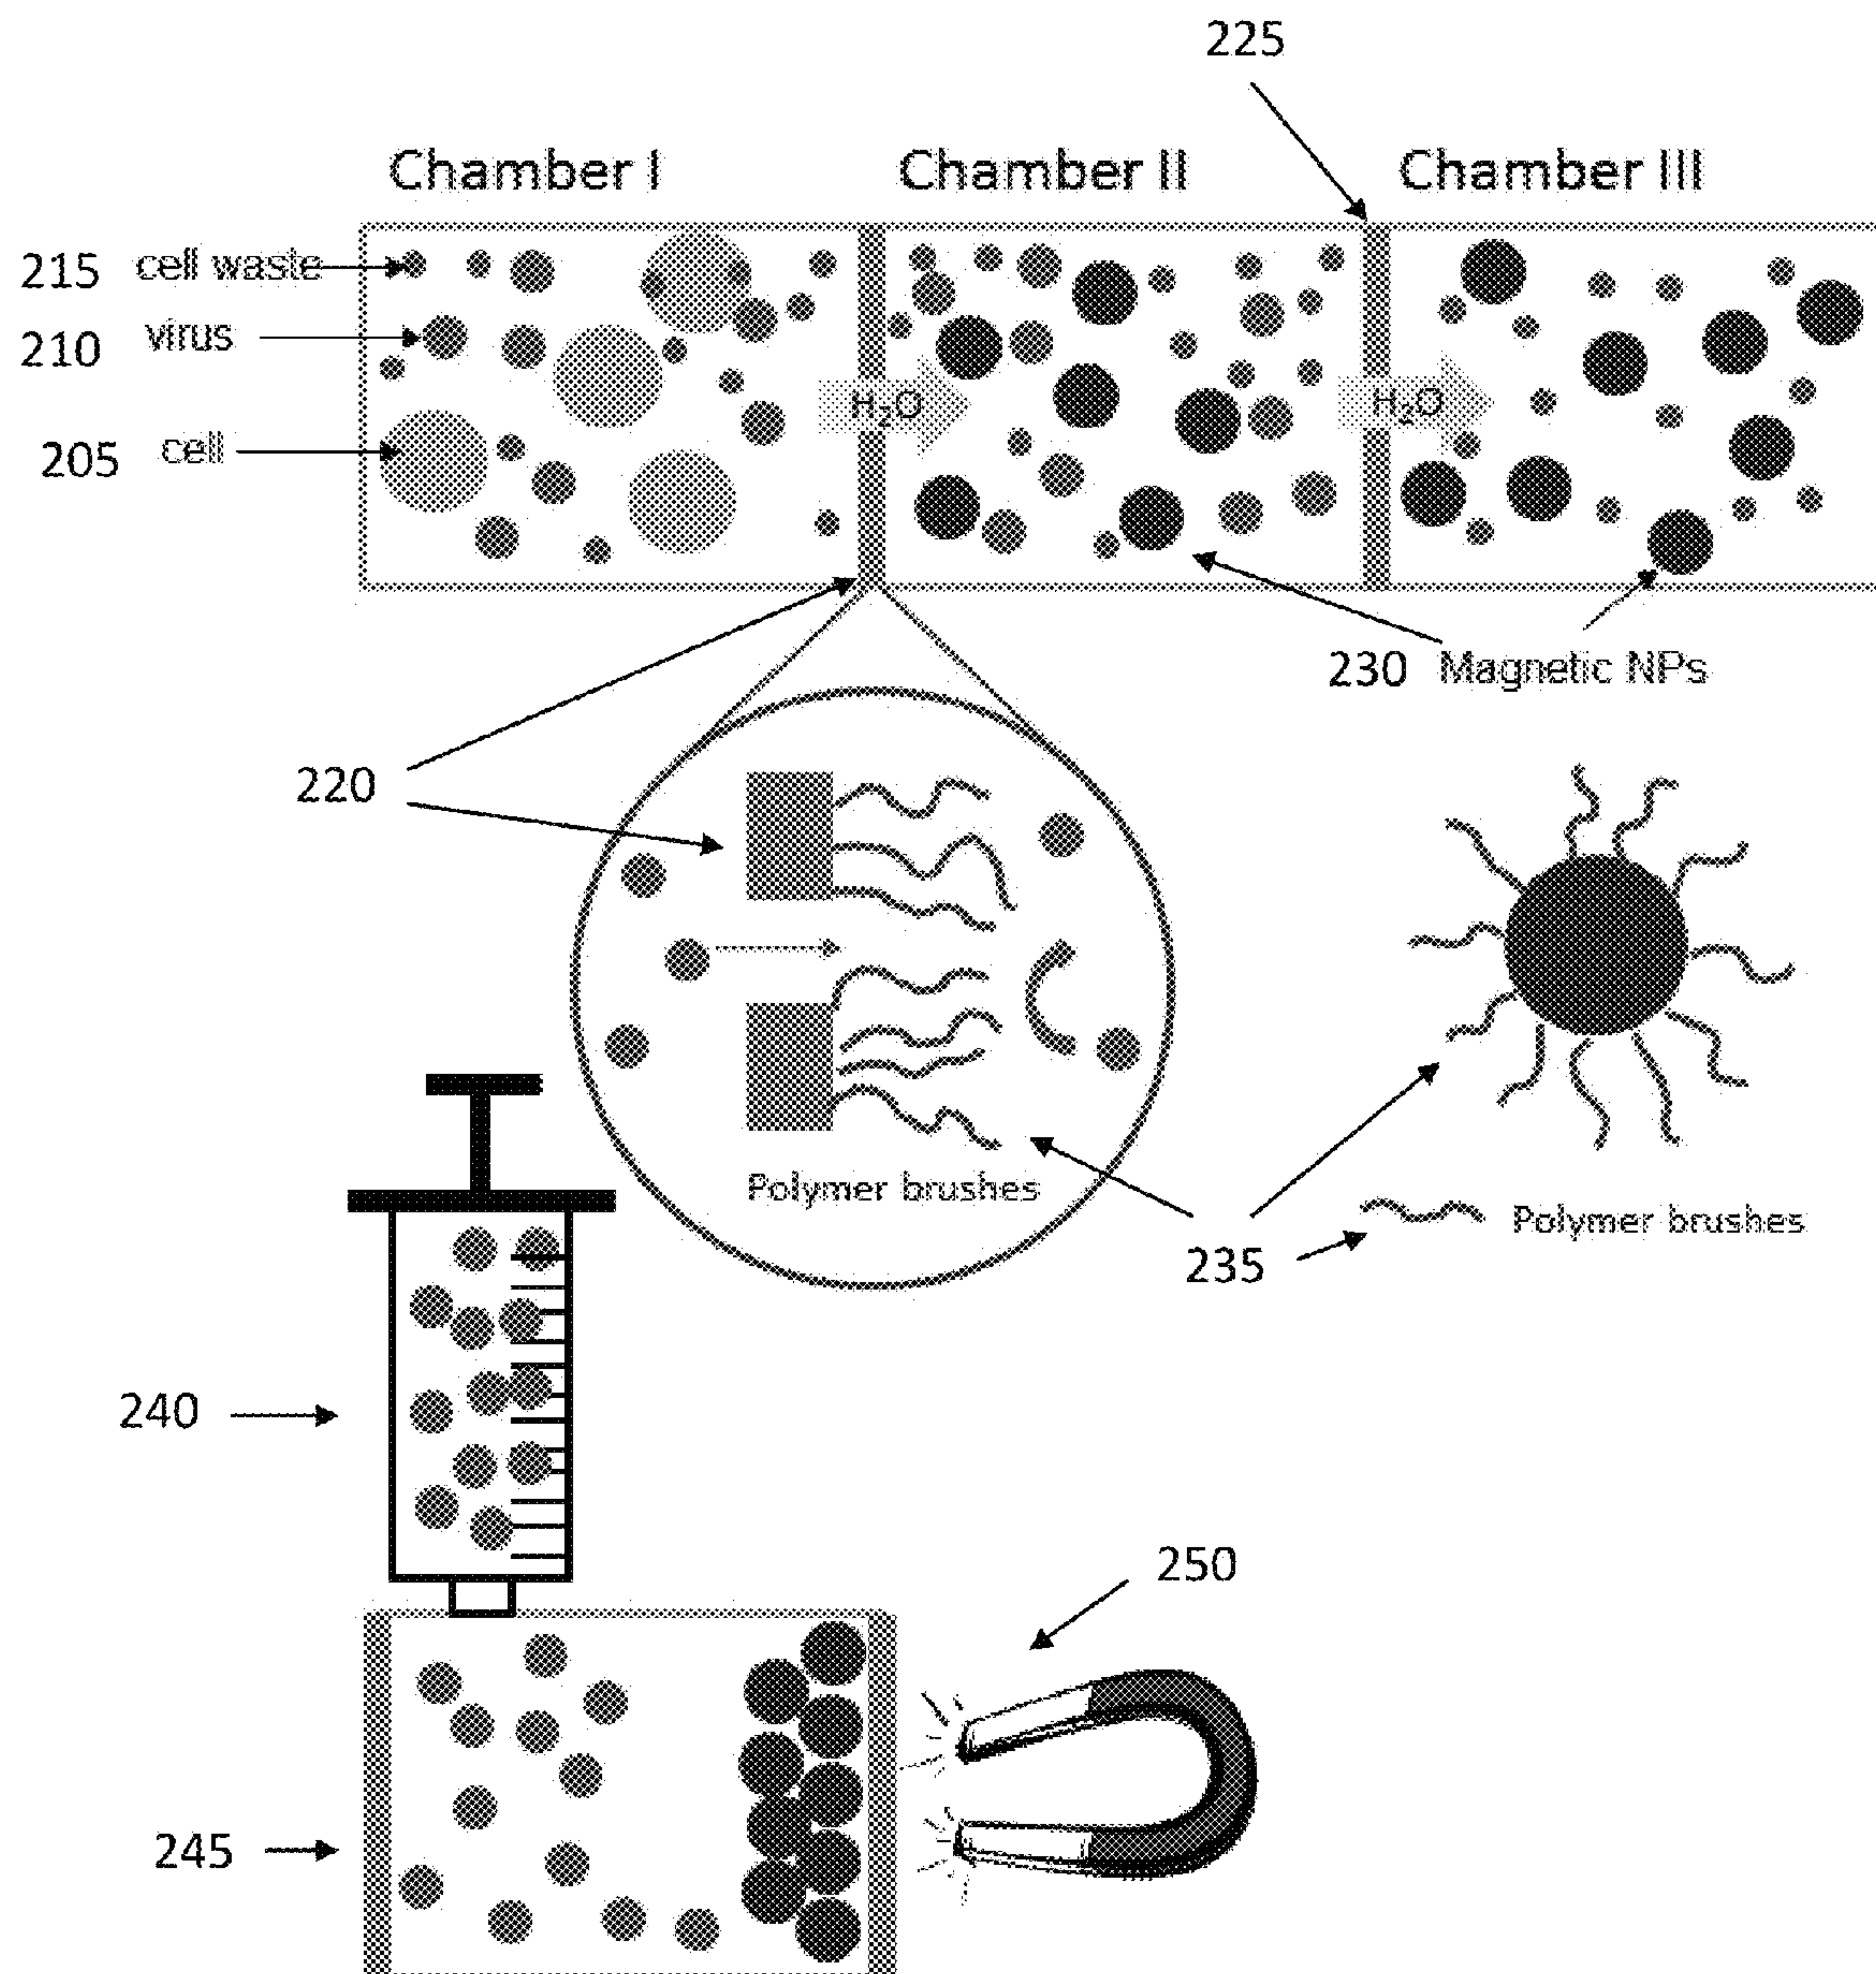 225
Chamber I
Chamber II
Chamber III
215 cell waste
210 virus
205 cell
H₂O
H₂O
230 Magnetic NPs
220
Polymer brushes
235
Polymer brushes
240
250
245